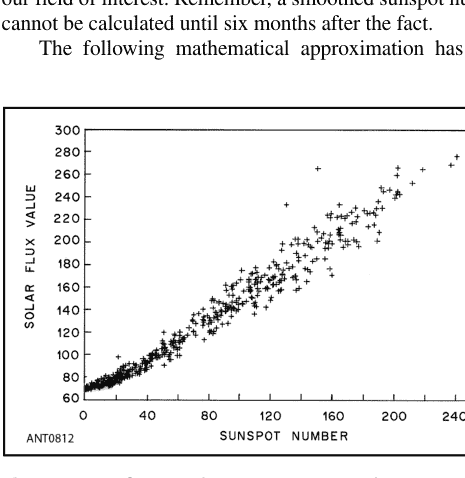 our field of interest. Remember, a smoothed sunspot
cannot be calculated until six months after the fact.
The following mathematical approximation has
300
280
260
240
220
200
180
160
140
120
100
80
60
SOLAR FLUX VALUE
0 40 80 120 160 200 240
SUNSPOT NUMBER
ANT0812